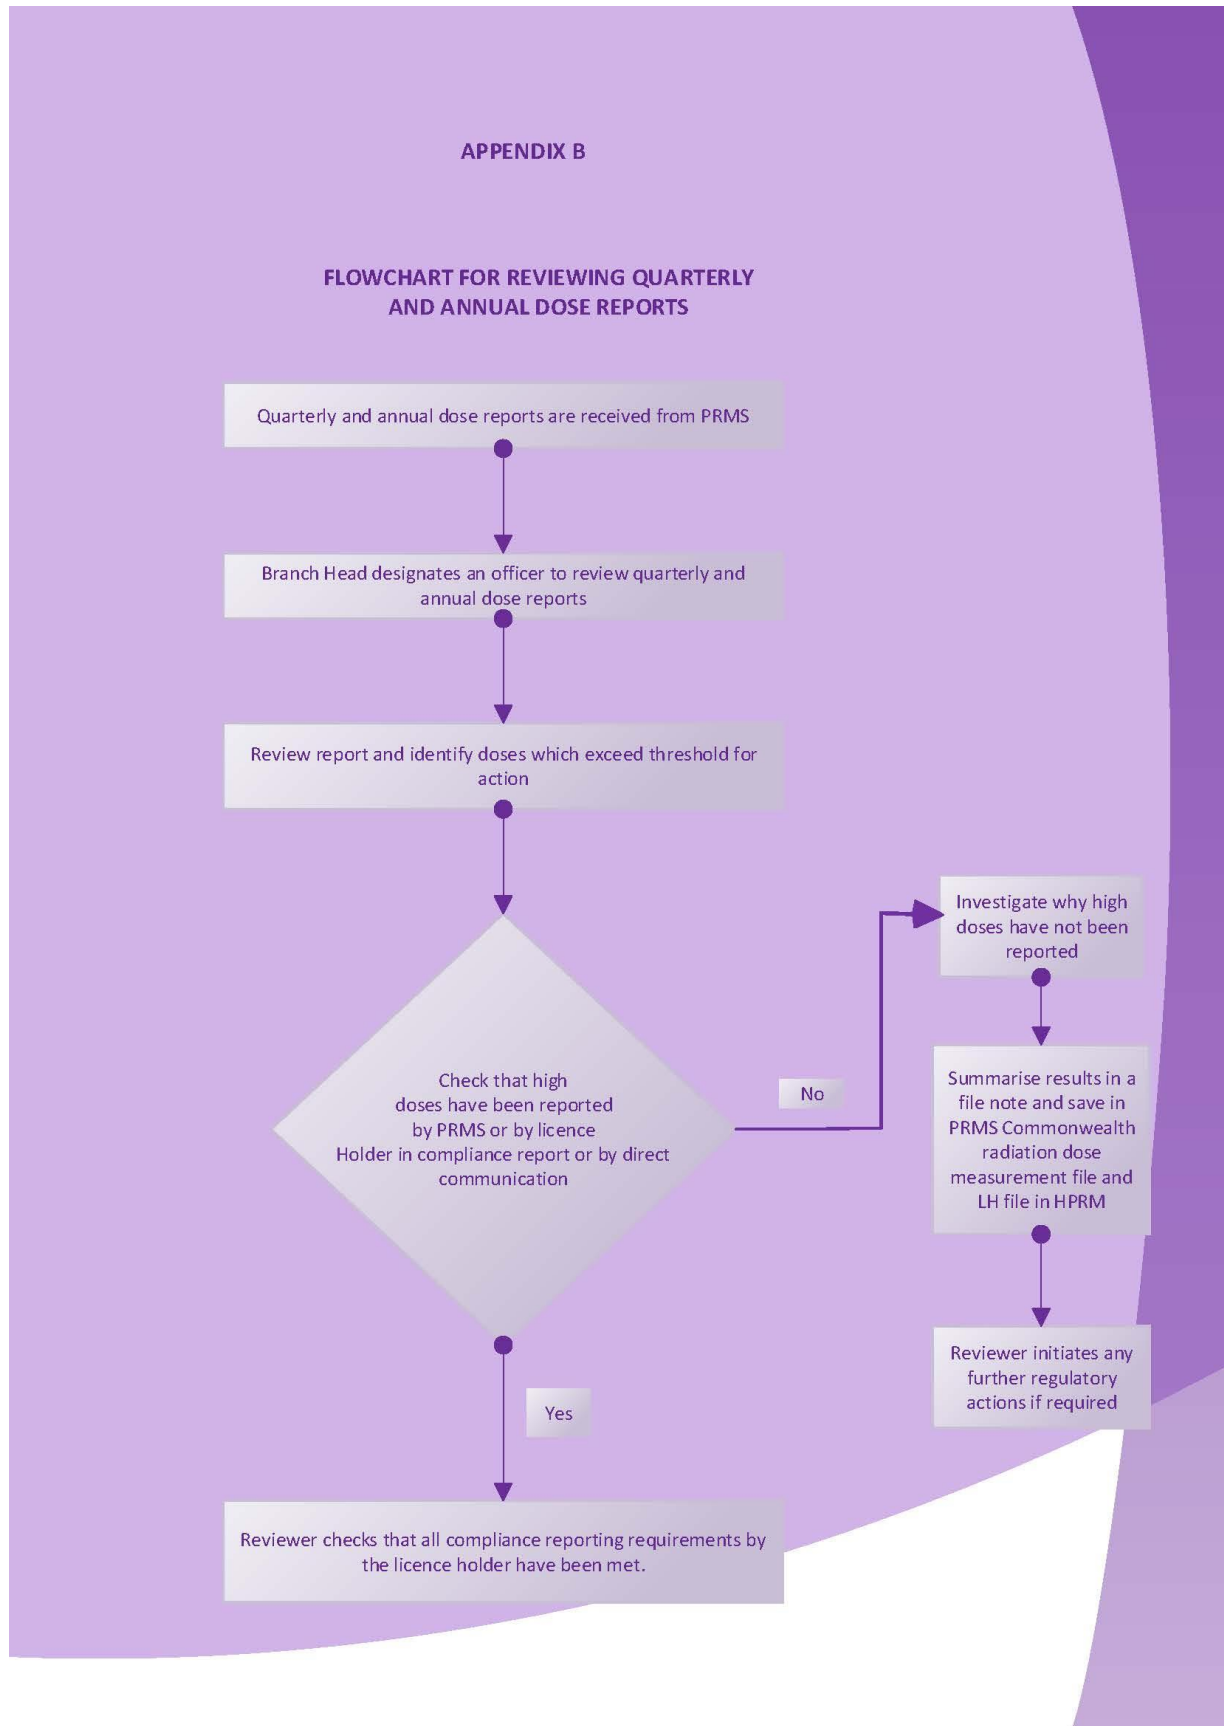 APPENDIX B
FLOWCHART FOR REVIEWING QUARTERLY
AND ANNUAL DOSE REPORTS
Quarterly and annual dose reports are received from PRMS
Branch Head designates an officer to review quarterly and
annual dose reports
Review report and identify doses which exceed threshold for
action
Check that high
doses have been reported
by PRMS or by licence
Holder in compliance report or by direct
communication
No
Investigate why high
doses have not been
reported
Summarise results in a
file note and save in
PRMS Commonwealth
radiation dose
measurement file and
LH file in HPRM
Reviewer initiates any
further regulatory
actions if required
Yes
Reviewer checks that all compliance reporting requirements by
the licence holder have been met.